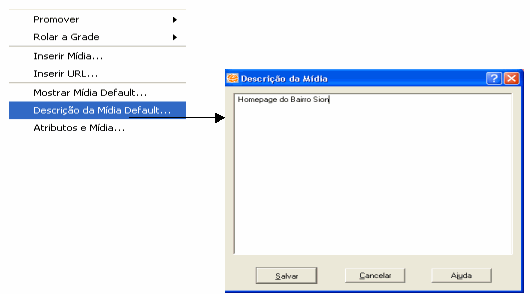 Promover
Rolar a Grade
Inserir Mídia...
Inserir URL...
Mostrar Mídia Default...
Descrição da Mídia Default...
Atributos e Mídia...
Descrição da Mídia
Homepage do Bairro Sion
Salvar
Cancelar
Ajuda